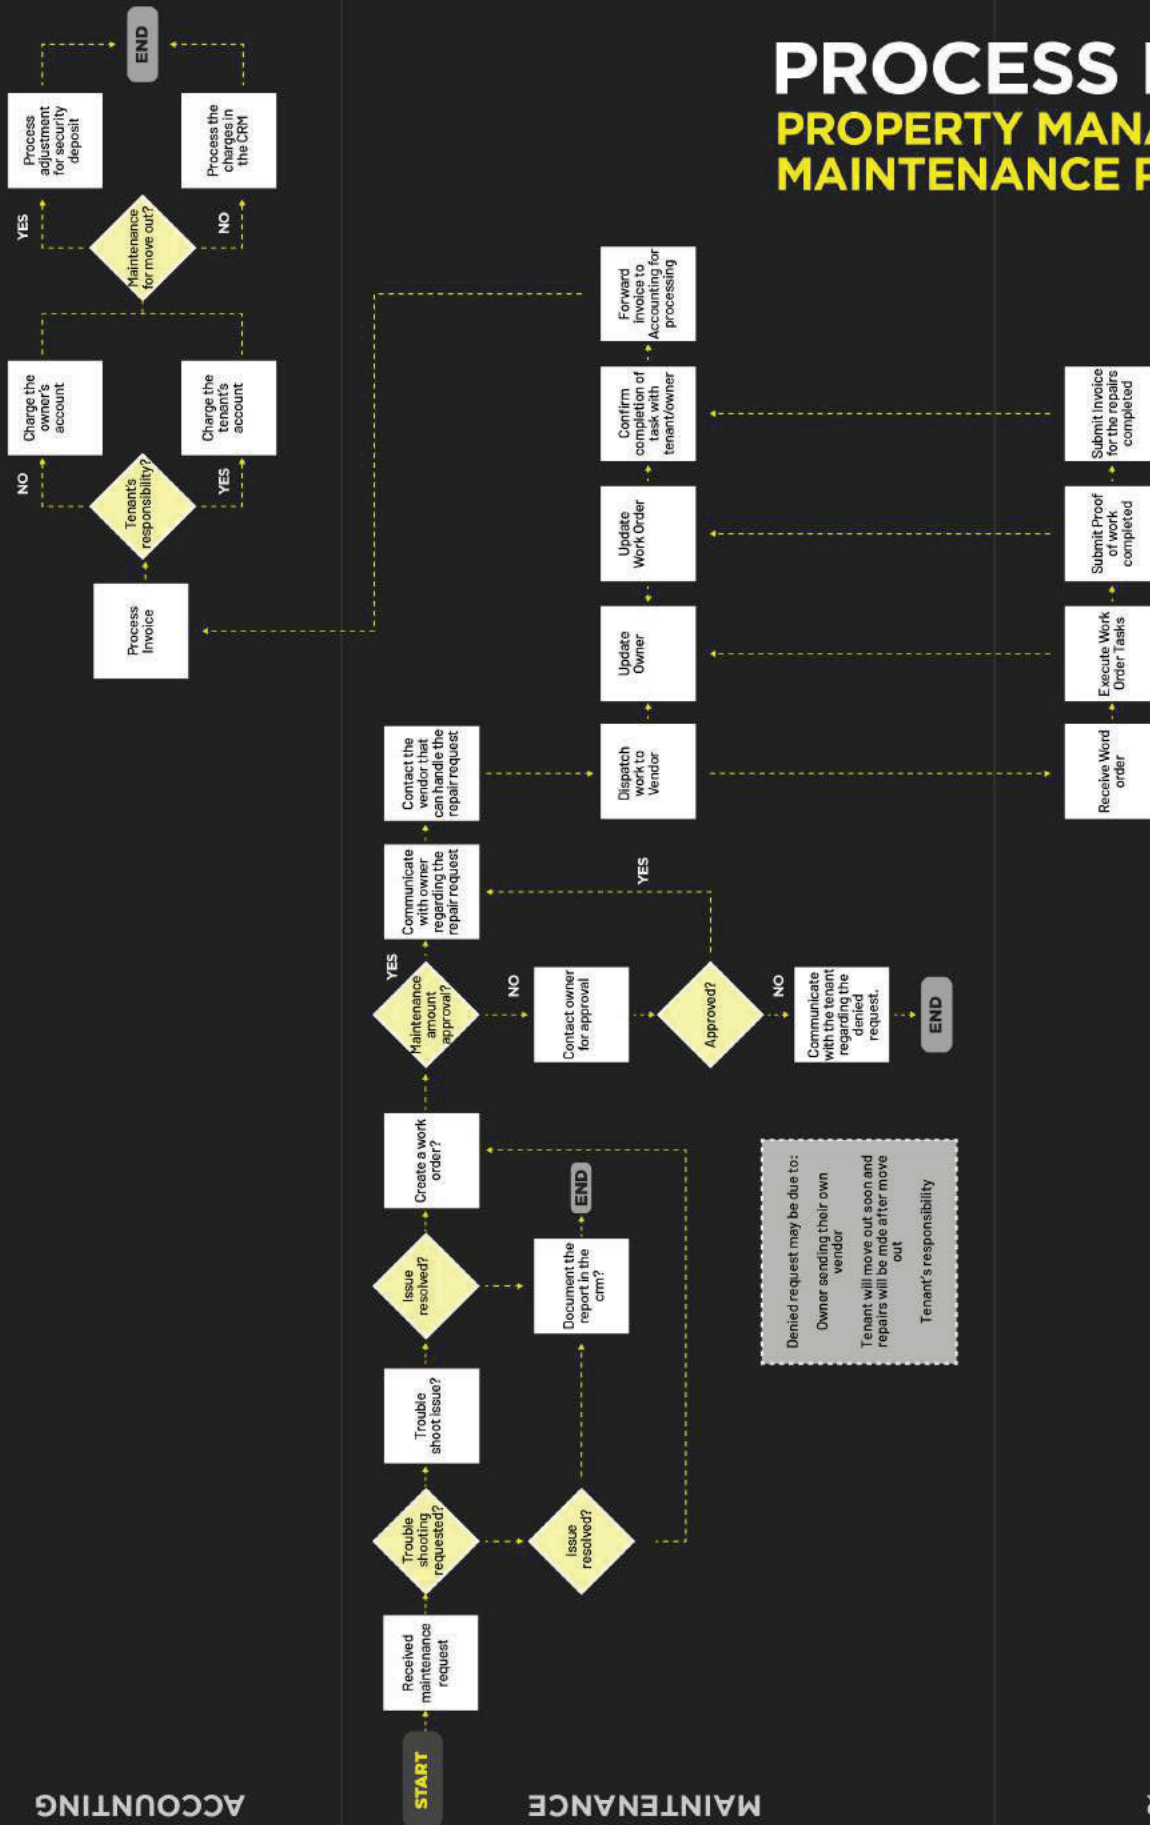 PROCESS
PROPERTY MANA
MAINTENANCE P
ACCOUNTING
Process
Invoice
Tenant's
responsibility?
NO
YES
Charge the
owner's
account
Charge the
tenant's
account
Maintenance
for move out?
YES
NO
Process
adjustment
for security
deposit
Process the
charges in
the CRM
END
MAINTENANCE
START
Received
maintenance
request
Trouble
shooting
requested?
Trouble
shoot issue?
Issue
resolved?
Create a work
order?
Issue
resolved?
Document the
report in the
crm?
END
Maintenance
amount
approval?
YES
NO
Communicate
with owner
regarding the
repair request
Contact the
vendor that
can handle the
repair request
Contact owner
for approval
Approved?
YES
NO
Communicate
with the tenant
regarding the
denied
request.
END
Denied request may be due to:
Owner sending their own
vendor
Tenant will move out soon and
repairs will be mde after move
out
Tenant's responsibility
Dispatch
work to
Vendor
Update
Owner
Update
Work Order
Confirm
completion of
task with
tenant/owner
Forward
invoice to
Accounting for
processing
Receive Word
order
Execute Work
Order Tasks
Submit Proof
of work
completed
Submit Invoice
for the repairs
completed